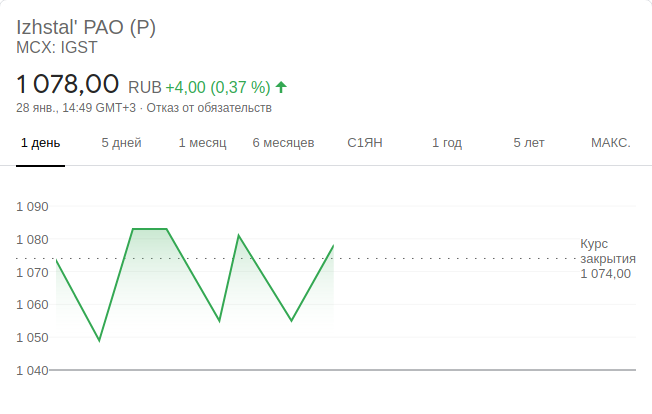 Izhstal' PAO (P)
MCX: IGST
1 078,00 RUB +4,00 (0,37 %)
28 янв., 14:49 GMT+3 · Отказ от обязательств
1 день 5 дней 1 месяц 6 месяцев С1ЯН 1 год 5 лет МАКС.
1 090
1 080
1 070
1 060
1 050
1 040
Курс
закрытия
1 074,00